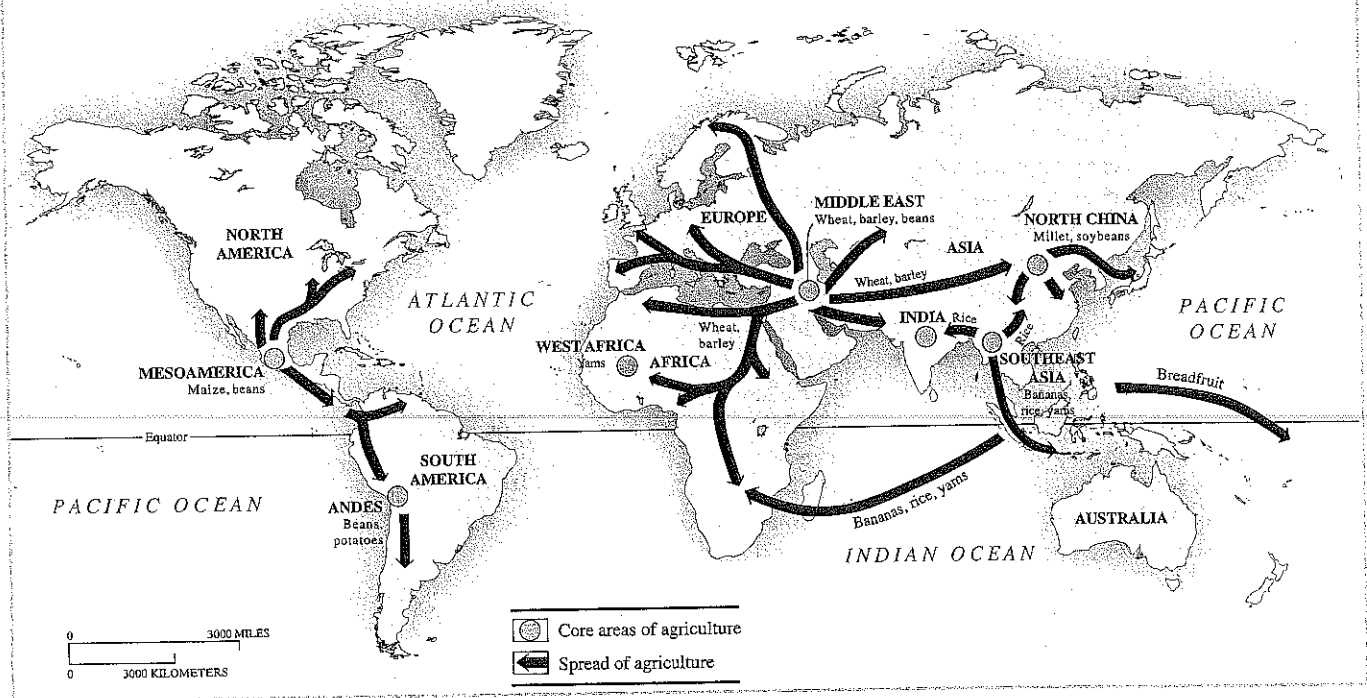 NORTH
AMERICA
ATLANTIC
OCEAN
MESOAMERICA
Maize, beans
Equator
SOUTH
AMERICA
PACIFIC OCEAN
ANDES
Beans,
potatoes
EUROPE
MIDDLE EAST
Wheat, barley, beans
ASIA
NORTH CHINA
Millet, soybeans
Wheat, barley
PACIFIC
OCEAN
Wheat,
barley
INDIA
Rice
Rice
WEST AFRICA
Yams
AFRICA
SOUTHEAST
ASIA
Bananas,
rice, yams
Breadfruit
Bananas, rice, yams
AUSTRALIA
INDIAN OCEAN
0 3000 MILES
0 3000 KILOMETERS
Core areas of agriculture
Spread of agriculture